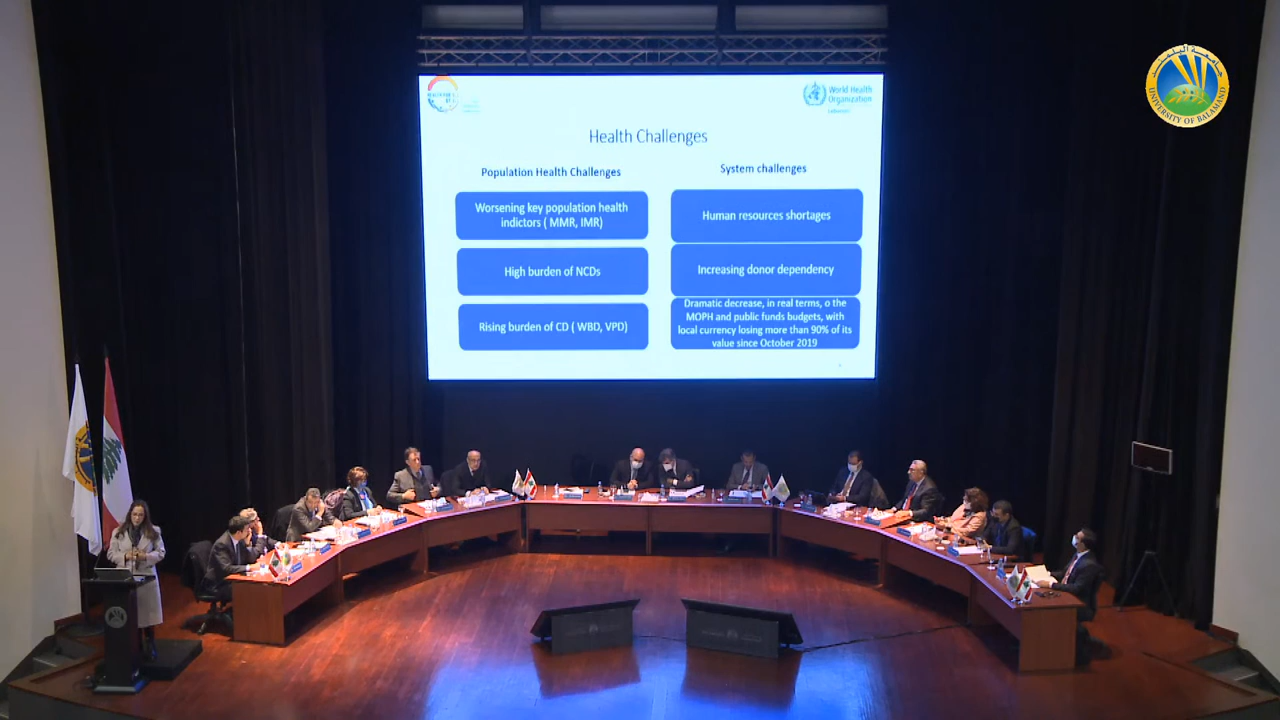 جامعة البلمند
UNIVERSITY OF BALAMAND
World Health
Organization
Health Challenges
Population Health Challenges
Worsening key population health
indictors ( MMR, IMR)
High burden of NCDs
Rising burden of CD ( WBD, VPD)
System challenges
Human resources shortages
Increasing donor dependency
Dramatic decrease, in real terms, o the
MOPH and public funds budgets, with
local currency losing more than 90% of its
value since October 2019